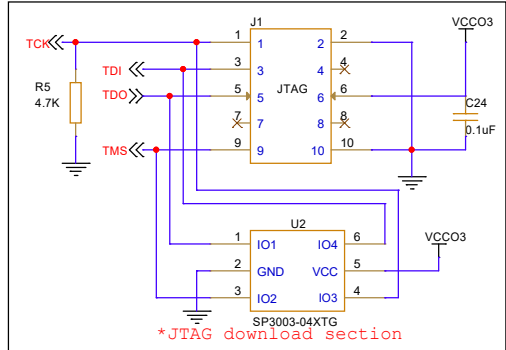 J1
VCCO3
TCK
1 1 2 2
TDI
3 3 4 4
R5
4.7K
TDO
5 5 JTAG 6 6
C24
0.1uF
7 7 8 8
TMS
9 9 10 10
U2
VCCO3
1 IO1 IO4 6
2 GND VCC 5
3 IO2 IO3 4
SP3003-04XTG
*JTAG download section